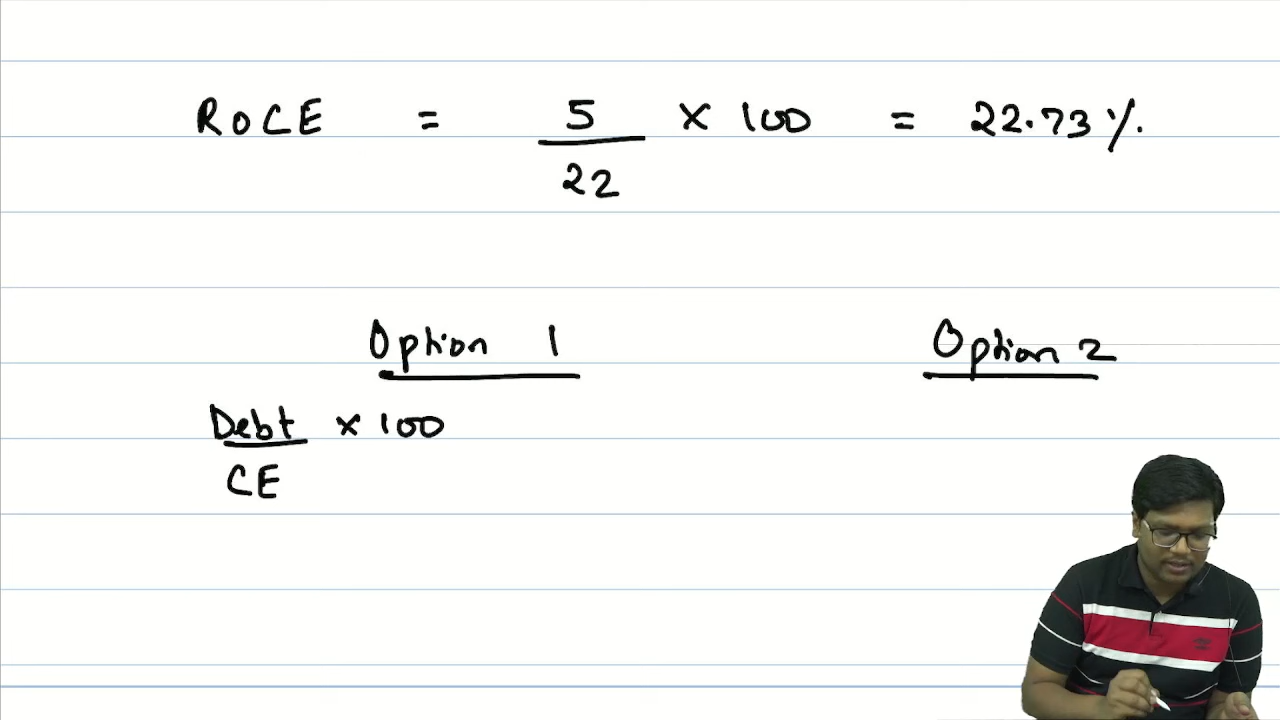 ROCE = 5/22 × 100 = 22.73%
Option 1 Option 2
Debt/CE × 100